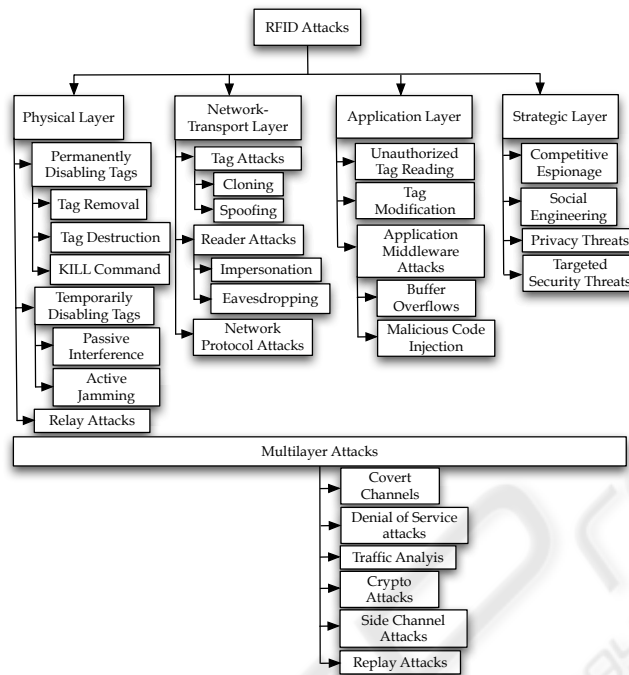 RFID Attacks
Physical Layer
Permanently
Disabling Tags
Tag Removal
Tag Destruction
KILL Command
Temporarily
Disabling Tags
Passive
Interference
Active
Jamming
Relay Attacks
Network-
Transport Layer
Tag Attacks
Cloning
Spoofing
Reader Attacks
Impersonation
Eavesdropping
Network
Protocol Attacks
Application Layer
Unauthorized
Tag Reading
Tag
Modification
Application
Middleware
Attacks
Buffer
Overflows
Malicious Code
Injection
Strategic Layer
Competitive
Espionage
Social
Engineering
Privacy Threats
Targeted
Security Threats
Multilayer Attacks
Covert
Channels
Denial of Service
attacks
Traffic Analyis
Crypto
Attacks
Side Channel
Attacks
Replay Attacks